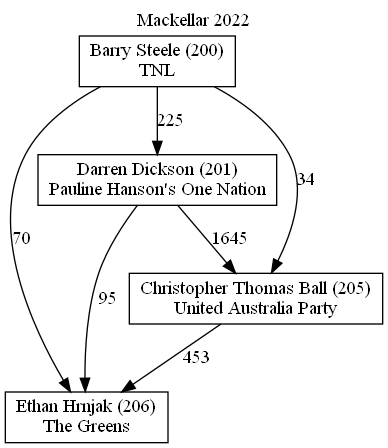 Mackellar 2022
Barry Steele (200)
TNL
225
Darren Dickson (201)
Pauline Hanson's One Nation
34
70
1645
95
Christopher Thomas Ball (205)
United Australia Party
453
Ethan Hrnjak (206)
The Greens